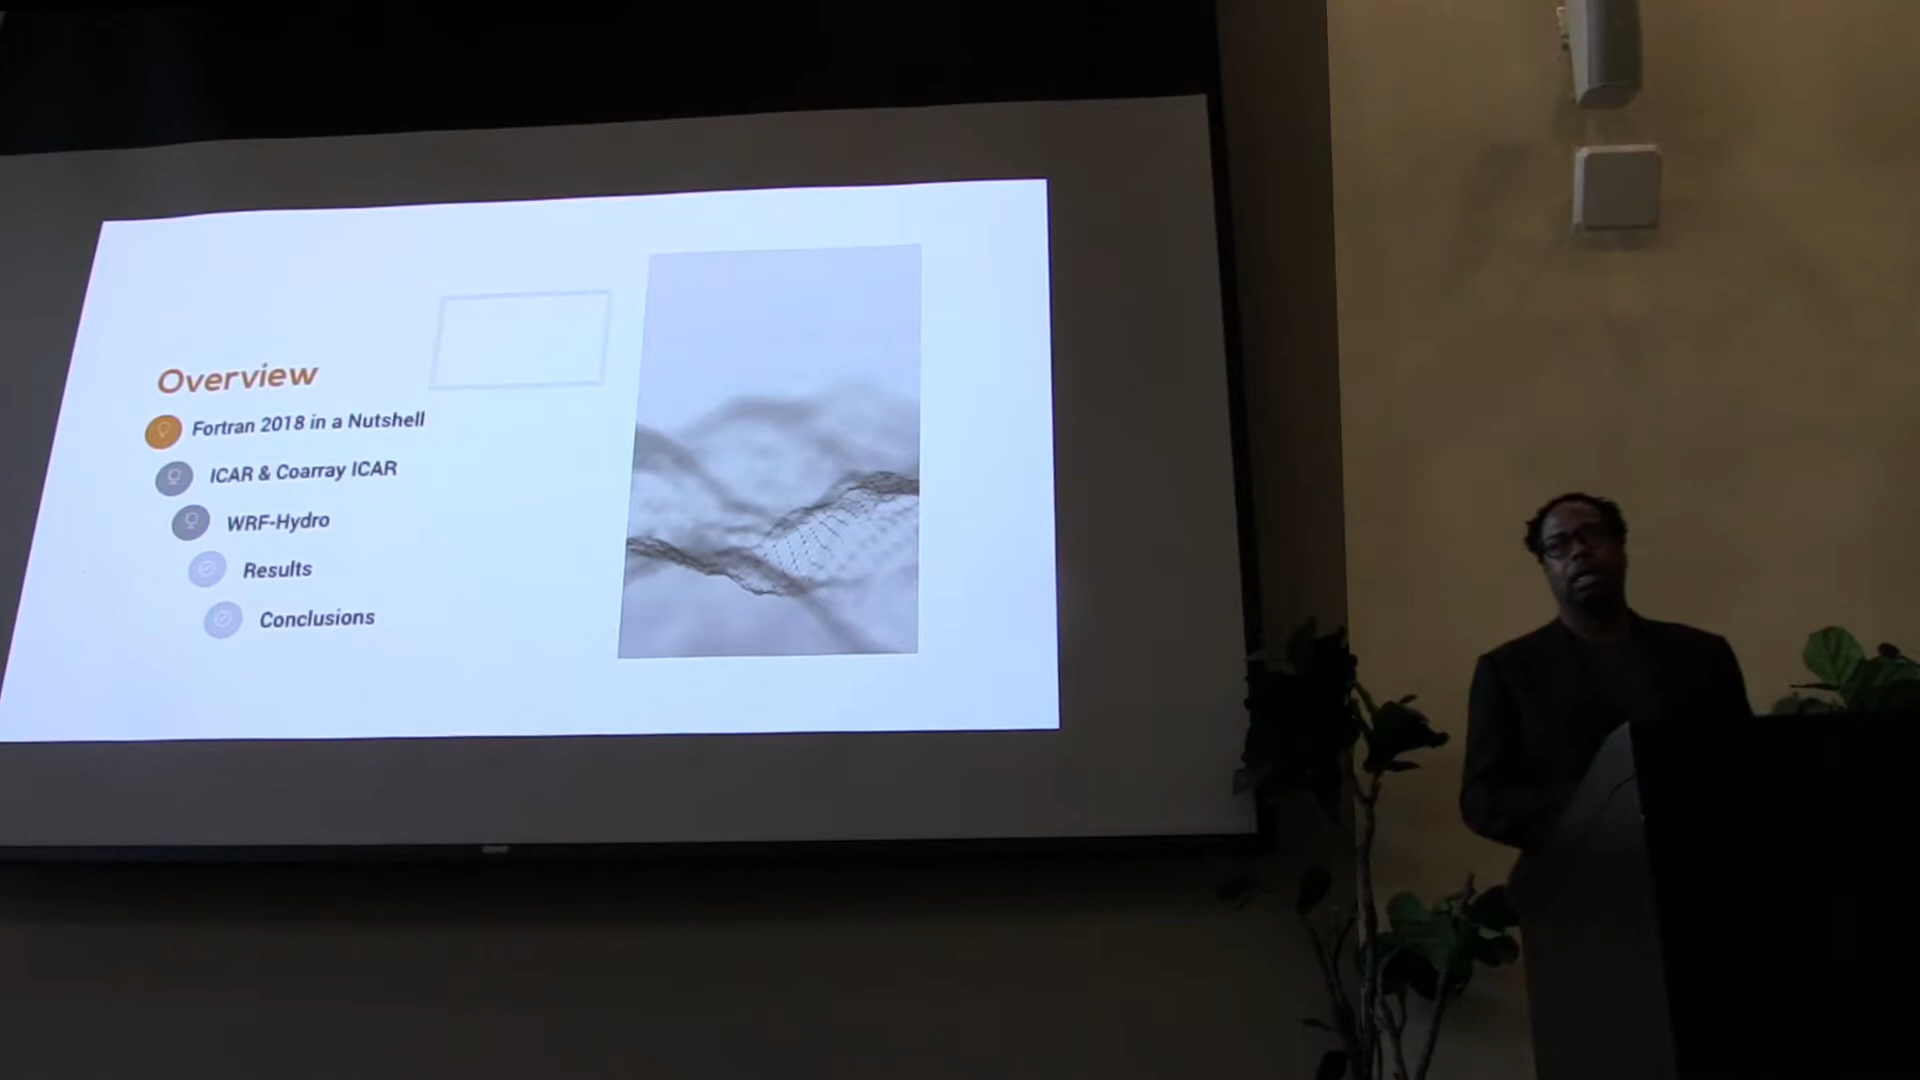 Overview
Fortran 2018 in a Nutshell
ICAR & Coarray ICAR
WRF-Hydro
Results
Conclusions